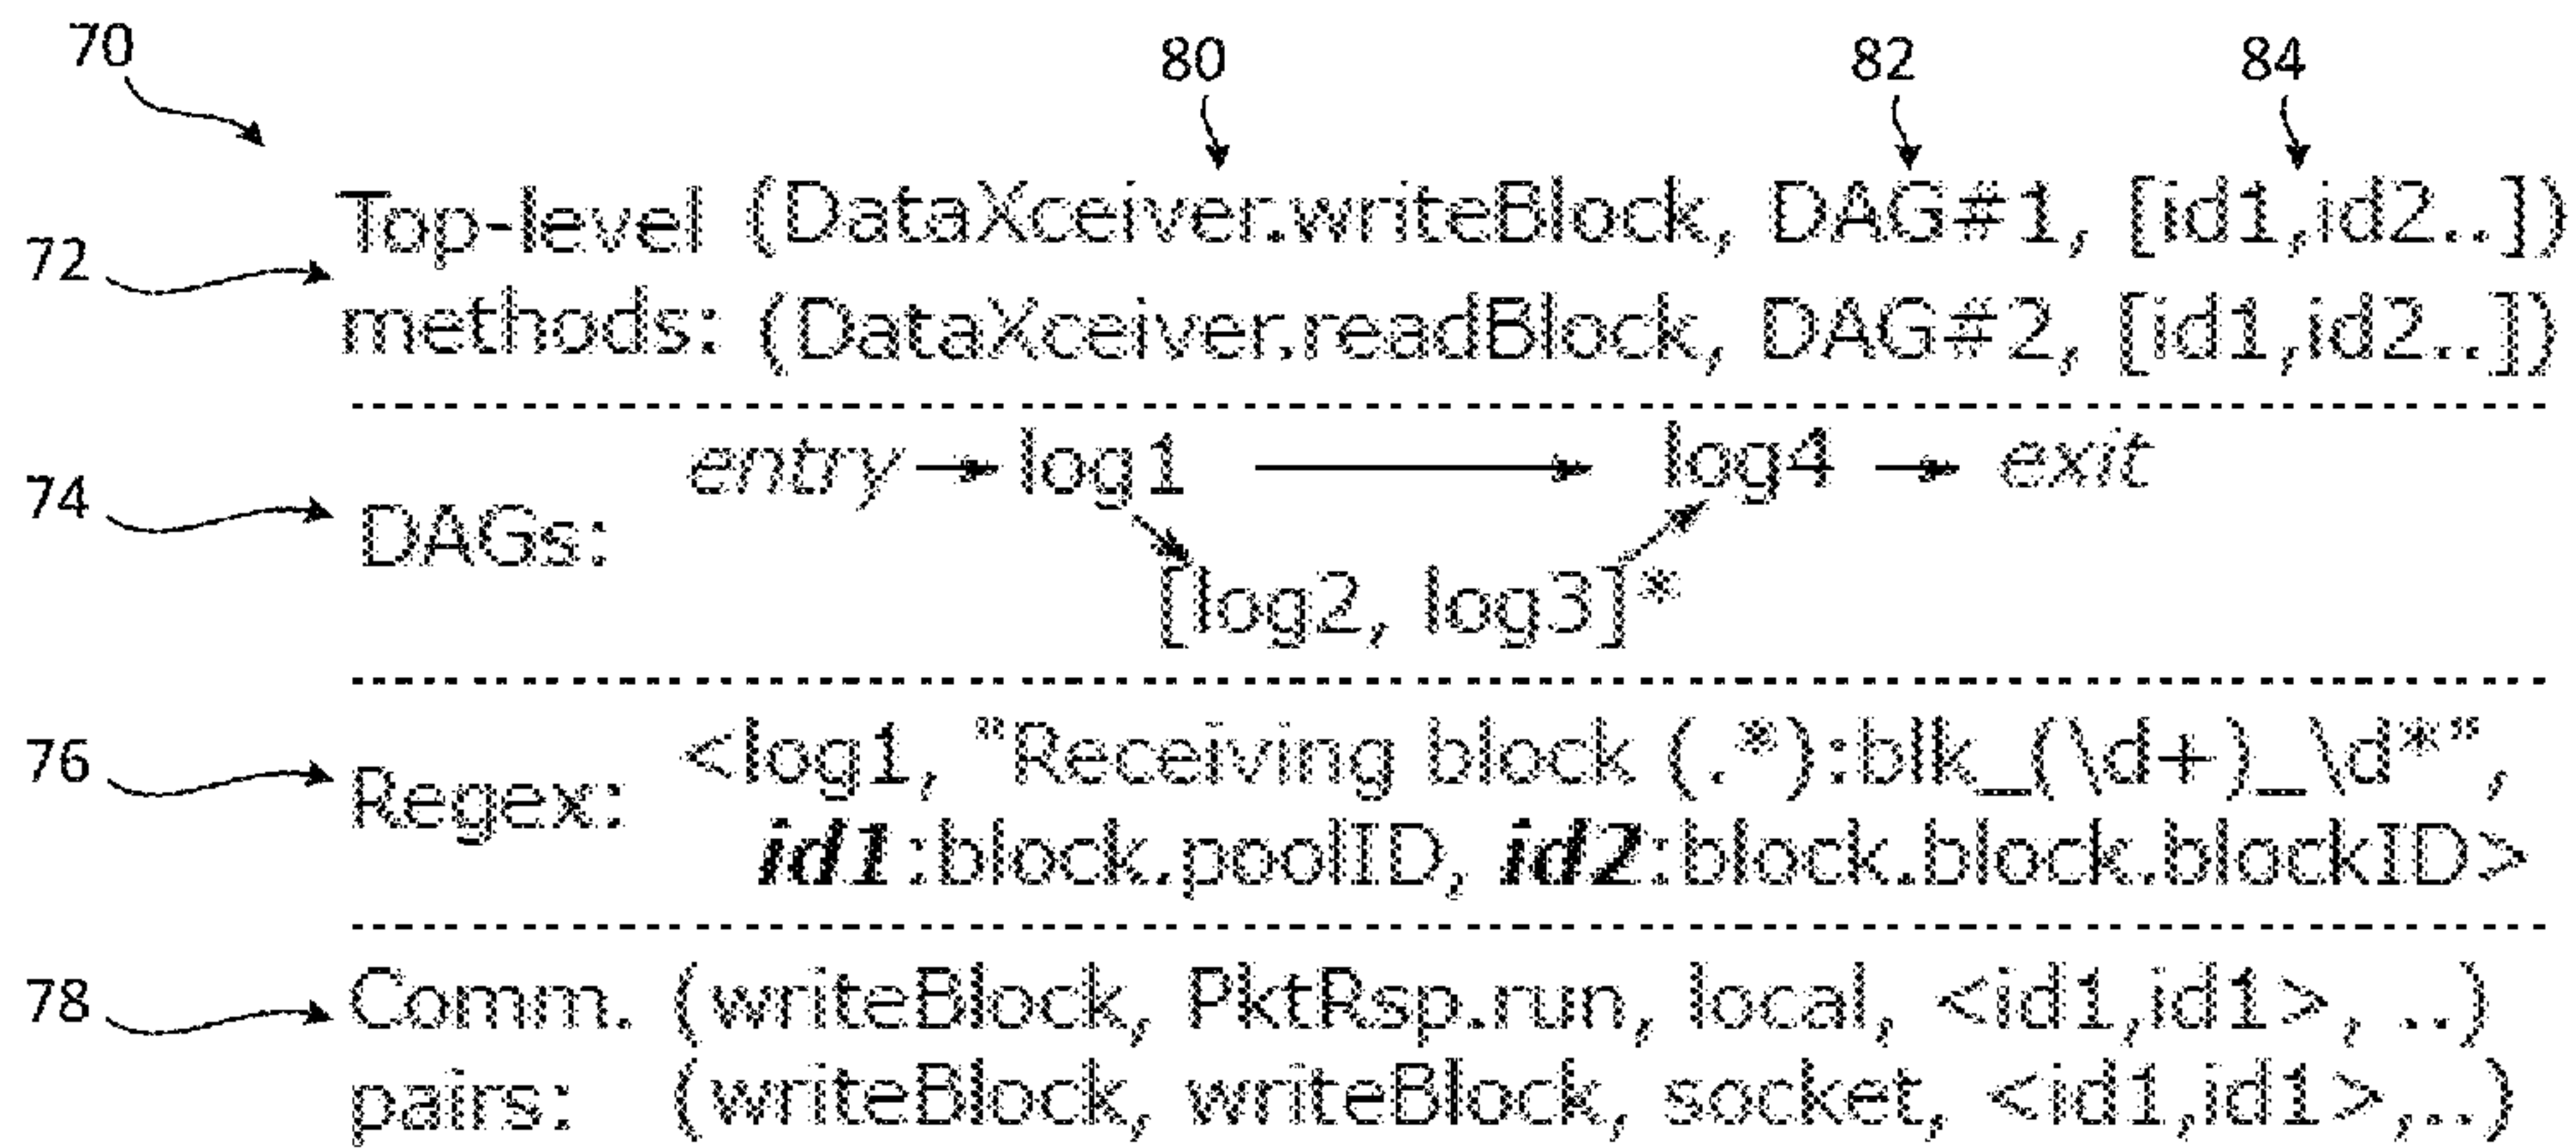 70
80
82
84
72
Top-level (DataXceiver.writeBlock, DAG#1, [id1,id2..])
methods: (DataXceiver.readBlock, DAG#2, [id1,id2..])
74
entry log1 log4 exit
DAGs:
[log2, log3]*
76
<log1, "Receiving block (.*):blk_(\d+)_\d*",
Regex:
id1:block.poolID, id2:block.block.blockID>
78
Comm. (writeBlock, PktRsp.run, local, <id1,id1>, ..)
pairs: (writeBlock, writeBlock, socket, <id1,id1>,..)